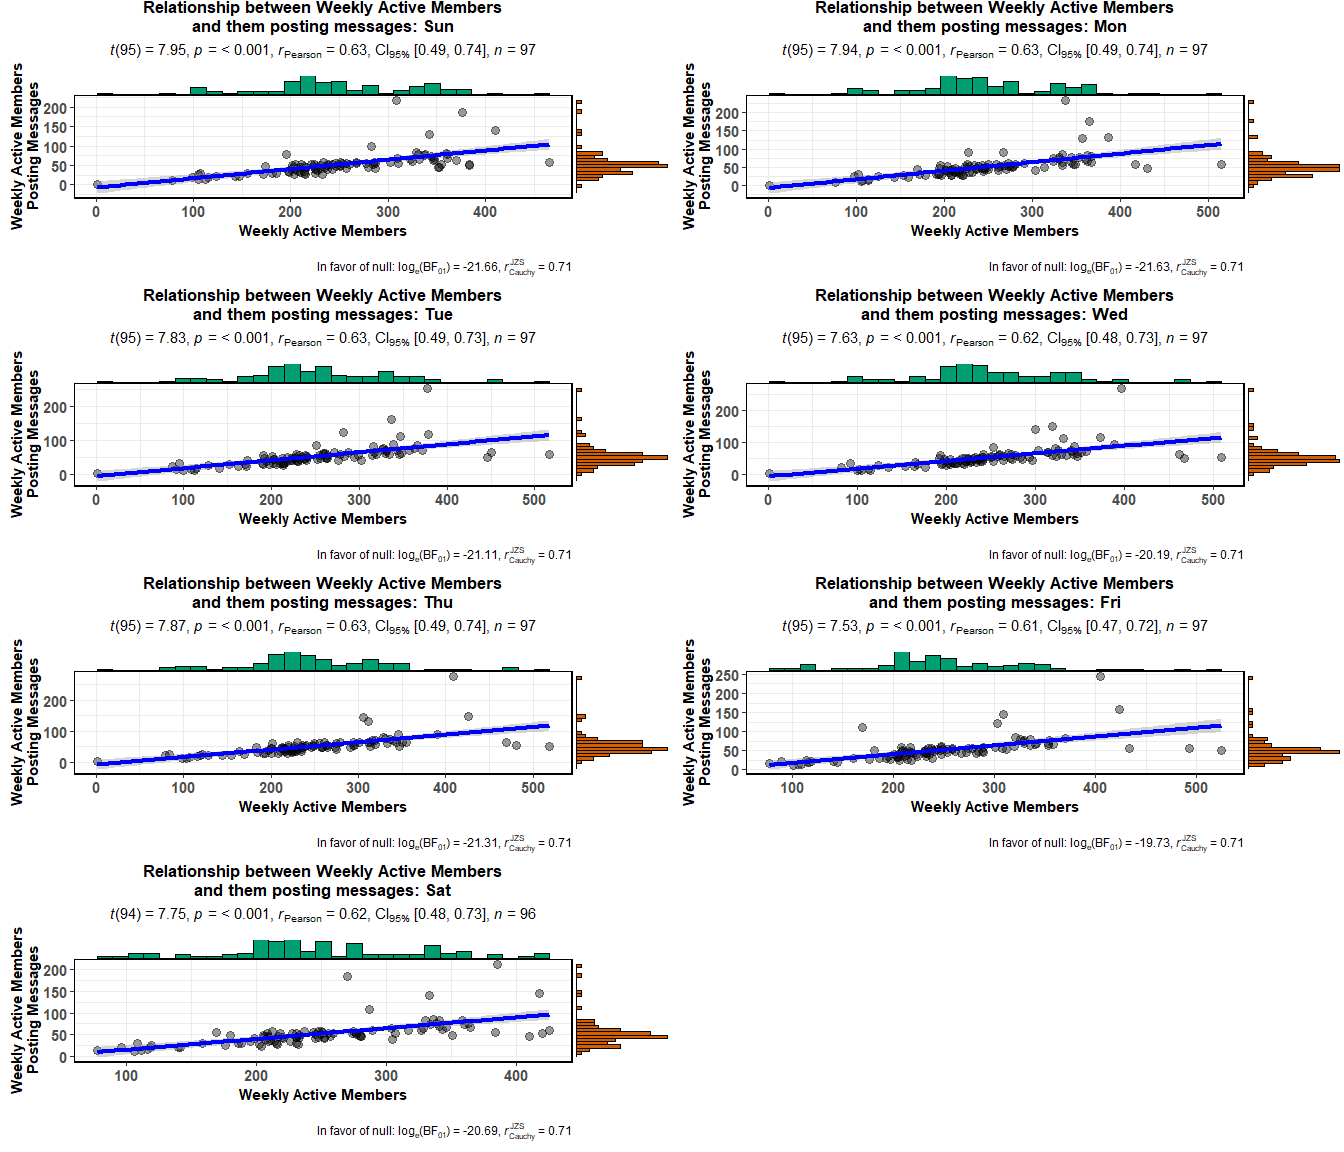 Relationship between Weekly Active Members
and them posting messages: Sun
t(95) = 7.95, p = < 0.001, rPearson = 0.63, CI95% [0.49, 0.74], n = 97
Weekly Active Members
Posting Messages
200
150
100
50
0
0 100 200 300 400
Weekly Active Members
In favor of null: loge(BF01) = -21.66, rJZSCauchy = 0.71
Relationship between Weekly Active Members
and them posting messages: Mon
t(95) = 7.94, p = < 0.001, rPearson = 0.63, CI95% [0.49, 0.74], n = 97
Weekly Active Members
Posting Messages
200
150
100
50
0
0 100 200 300 400 500
Weekly Active Members
In favor of null: loge(BF01) = -21.63, rJZSCauchy = 0.71
Relationship between Weekly Active Members
and them posting messages: Tue
t(95) = 7.83, p = < 0.001, rPearson = 0.63, CI95% [0.49, 0.73], n = 97
Weekly Active Members
Posting Messages
200
100
0
0 100 200 300 400 500
Weekly Active Members
In favor of null: loge(BF01) = -21.11, rJZSCauchy = 0.71
Relationship between Weekly Active Members
and them posting messages: Wed
t(95) = 7.63, p = < 0.001, rPearson = 0.62, CI95% [0.48, 0.73], n = 97
Weekly Active Members
Posting Messages
200
100
0
0 100 200 300 400 500
Weekly Active Members
In favor of null: loge(BF01) = -20.19, rJZSCauchy = 0.71
Relationship between Weekly Active Members
and them posting messages: Thu
t(95) = 7.87, p = < 0.001, rPearson = 0.63, CI95% [0.49, 0.74], n = 97
Weekly Active Members
Posting Messages
200
100
0
0 100 200 300 400 500
Weekly Active Members
In favor of null: loge(BF01) = -21.31, rJZSCauchy = 0.71
Relationship between Weekly Active Members
and them posting messages: Fri
t(95) = 7.53, p = < 0.001, rPearson = 0.61, CI95% [0.47, 0.72], n = 97
Weekly Active Members
Posting Messages
250
200
150
100
50
0
100 200 300 400 500
Weekly Active Members
In favor of null: loge(BF01) = -19.73, rJZSCauchy = 0.71
Relationship between Weekly Active Members
and them posting messages: Sat
t(94) = 7.75, p = < 0.001, rPearson = 0.62, CI95% [0.48, 0.73], n = 96
Weekly Active Members
Posting Messages
200
150
100
50
0
100 200 300 400
Weekly Active Members
In favor of null: loge(BF01) = -20.69, rJZSCauchy = 0.71